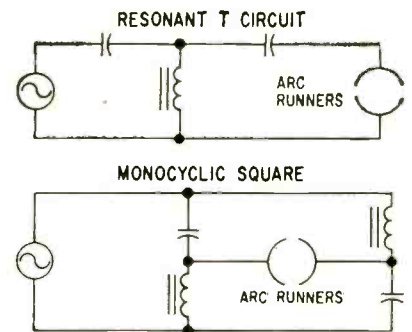 RESONANT T CIRCUIT
ARC
RUNNERS
MONOCYCLIC SQUARE
ARC RUNNERS